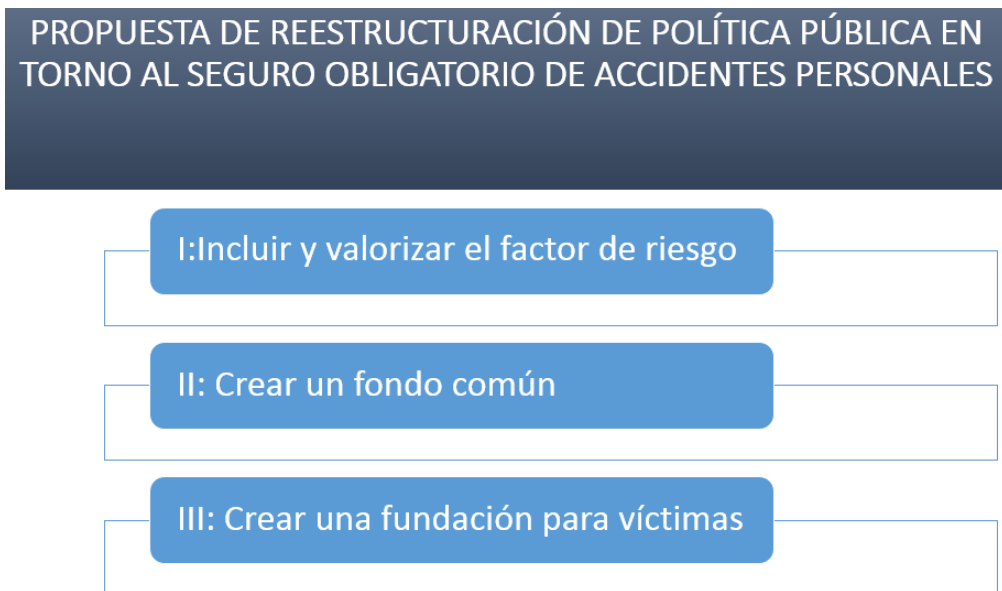 PROPUESTA DE REESTRUCTURACIÓN DE POLÍTICA PÚBLICA EN
TORNO AL SEGURO OBLIGATORIO DE ACCIDENTES PERSONALES
I:Incluir y valorizar el factor de riesgo
II: Crear un fondo común
III: Crear una fundación para víctimas